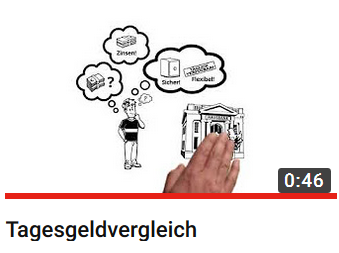 Zinsen!
?
?
Sicher!
Flexibel!
0:46
Tagesgeldvergleich